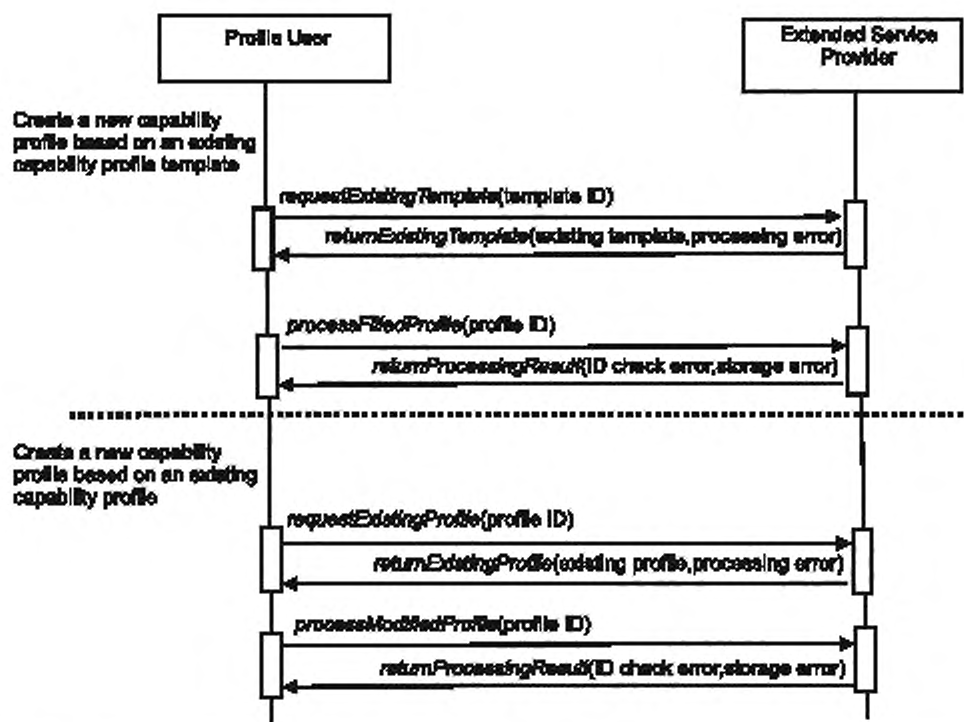 Profile User
Extended Service
Provider
Create a new capability
profile based on an existing
capability profile template
requestExistingTemplate(template ID)
returnExistingTemplate(existing template,processing error)
processFilledProfile(profile ID)
returnProcessingResult(ID check error,storage error)
Create a new capability
profile based on an existing
capability profile
requestExistingProfile(profile ID)
returnExistingProfile(existing profile,processing error)
processModifiedProfile(profile ID)
returnProcessingResult(ID check error,storage error)